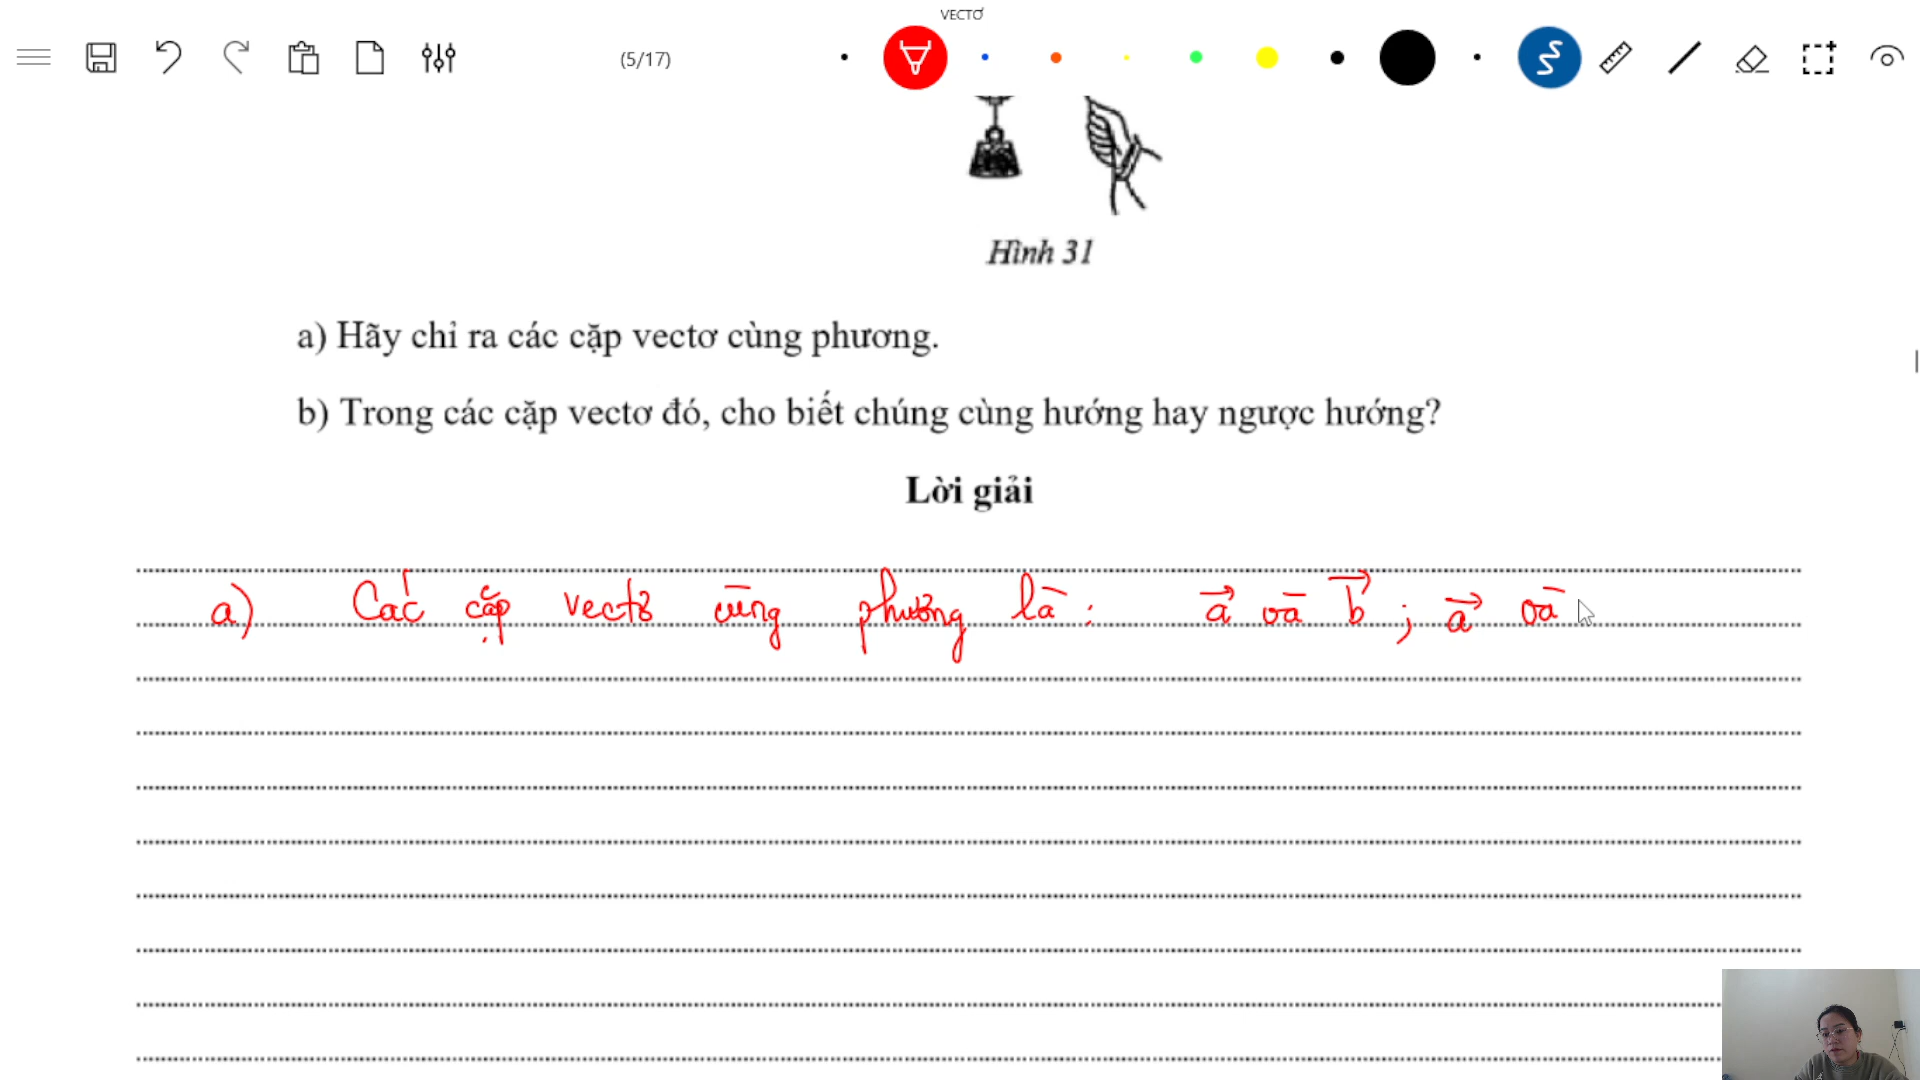 VECTƠ
(5/17)
Hình 31
a) Hãy chỉ ra các cặp vectơ cùng phương.
b) Trong các cặp vectơ đó, cho biết chúng cùng hướng hay ngược hướng?
Lời giải
a) Các cặp vectơ cùng phương là: a⃗ và b⃗ ; a⃗ và